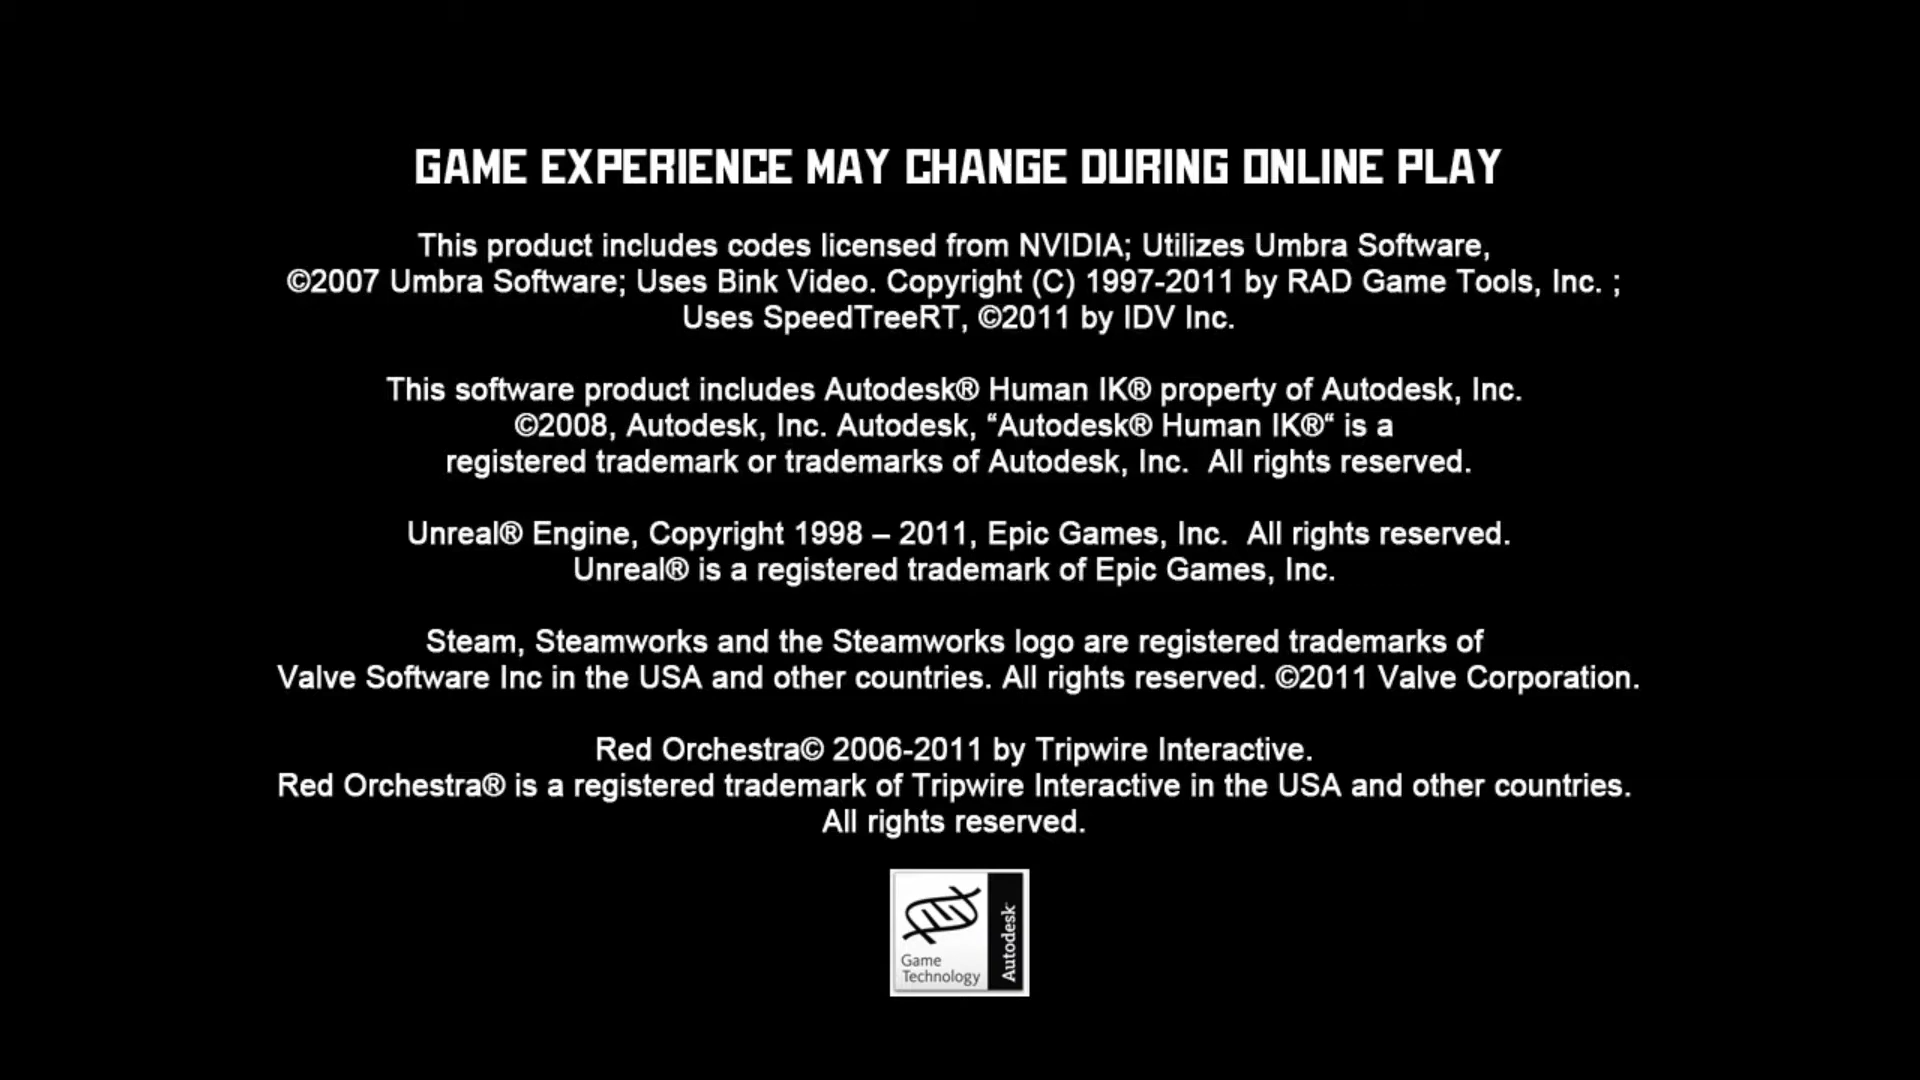 GAME EXPERIENCE MAY CHANGE DURING ONLINE PLAY
This product includes codes licensed from NVIDIA; Utilizes Umbra Software,
©2007 Umbra Software; Uses Bink Video. Copyright (C) 1997-2011 by RAD Game Tools, Inc. ;
Uses SpeedTreeRT, ©2011 by IDV Inc.
This software product includes Autodesk® Human IK® property of Autodesk, Inc.
©2008, Autodesk, Inc. Autodesk, “Autodesk® Human IK®“ is a
registered trademark or trademarks of Autodesk, Inc.  All rights reserved.
Unreal® Engine, Copyright 1998 – 2011, Epic Games, Inc.  All rights reserved.
Unreal® is a registered trademark of Epic Games, Inc.
Steam, Steamworks and the Steamworks logo are registered trademarks of
Valve Software Inc in the USA and other countries. All rights reserved. ©2011 Valve Corporation.
Red Orchestra© 2006-2011 by Tripwire Interactive.
Red Orchestra® is a registered trademark of Tripwire Interactive in the USA and other countries.
All rights reserved.
Game
Technology
Autodesk